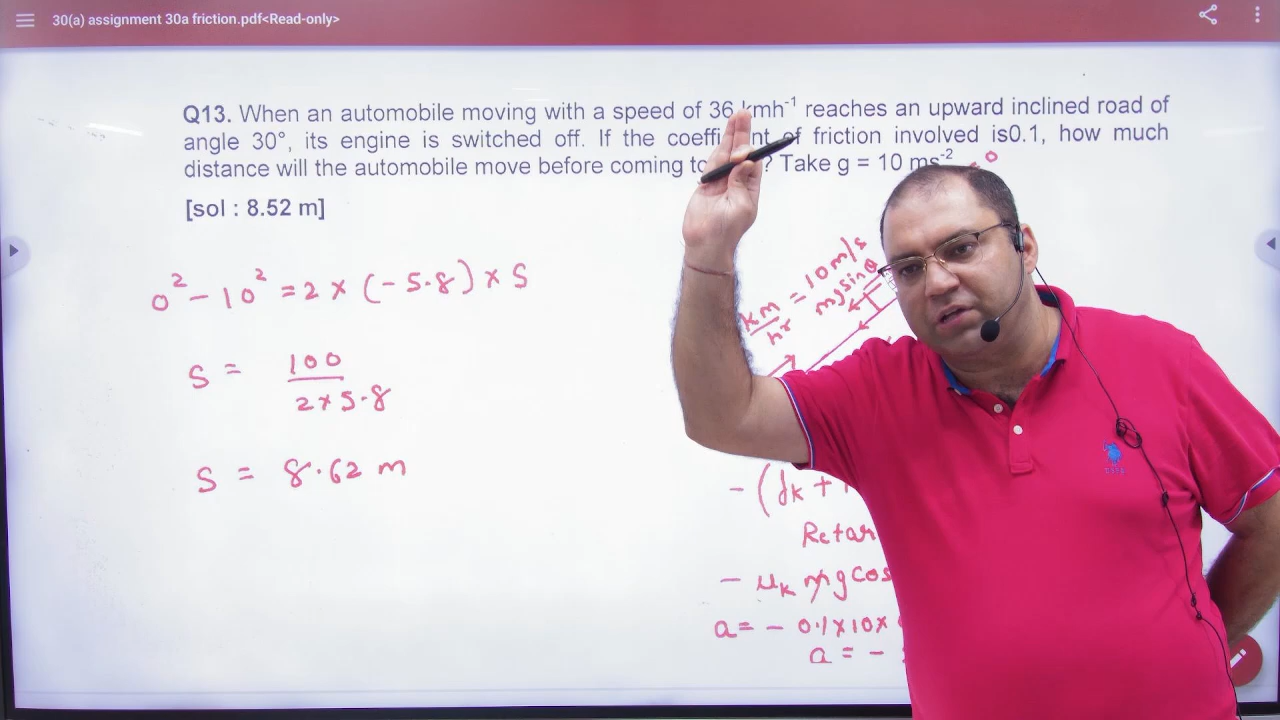 30(a) assignment 30a friction.pdf<Read-only>
Q13. When an automobile moving with a speed of 36 kmh⁻¹ reaches an upward inclined road of
angle 30°, its engine is switched off. If the coefficient of friction involved is0.1, how much
distance will the automobile move before coming to ? Take g = 10 ms⁻²
[sol : 8.52 m]
0² - 10² = 2 × (-5.8) × S
S = 100 / 2×5.8
S = 8.62 m
km/hr = 10 m/s
mg sinθ
- (fk +
Retar
- μk mg cos
a = - 0.1×10×
a = -